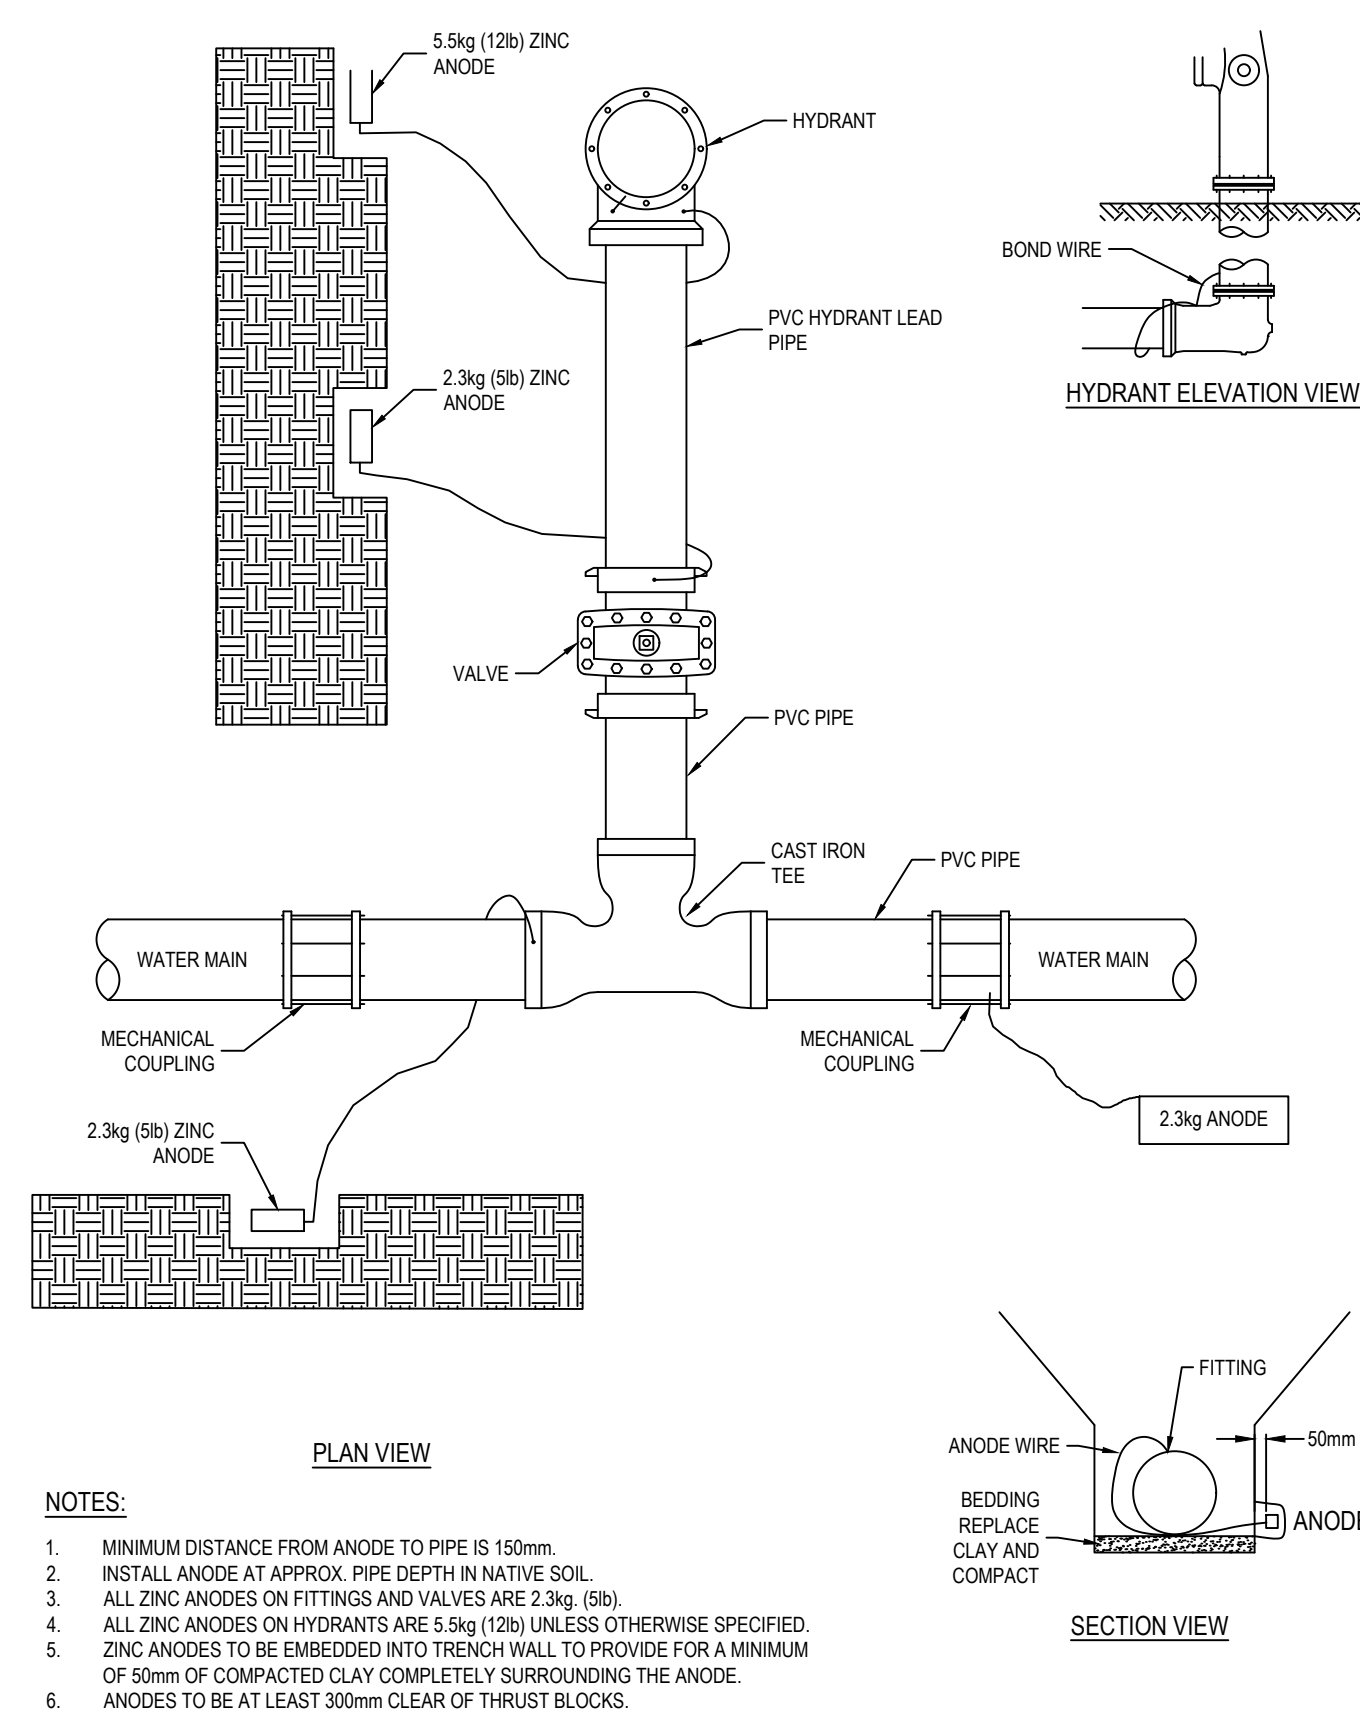 5.5kg (12lb) ZINC
ANODE
HYDRANT
BOND WIRE
PVC HYDRANT LEAD
PIPE
2.3kg (5lb) ZINC
ANODE
HYDRANT ELEVATION VIEW
VALVE
PVC PIPE
CAST IRON
TEE
PVC PIPE
WATER MAIN
WATER MAIN
MECHANICAL
COUPLING
MECHANICAL
COUPLING
2.3kg ANODE
2.3kg (5lb) ZINC
ANODE
FITTING
ANODE WIRE
50mm
BEDDING
REPLACE
CLAY AND
COMPACT
ANODE
SECTION VIEW
PLAN VIEW
NOTES:
1. MINIMUM DISTANCE FROM ANODE TO PIPE IS 150mm.
2. INSTALL ANODE AT APPROX. PIPE DEPTH IN NATIVE SOIL.
3. ALL ZINC ANODES ON FITTINGS AND VALVES ARE 2.3kg. (5lb).
4. ALL ZINC ANODES ON HYDRANTS ARE 5.5kg (12lb) UNLESS OTHERWISE SPECIFIED.
5. ZINC ANODES TO BE EMBEDDED INTO TRENCH WALL TO PROVIDE FOR A MINIMUM
OF 50mm OF COMPACTED CLAY COMPLETELY SURROUNDING THE ANODE.
6. ANODES TO BE AT LEAST 300mm CLEAR OF THRUST BLOCKS.